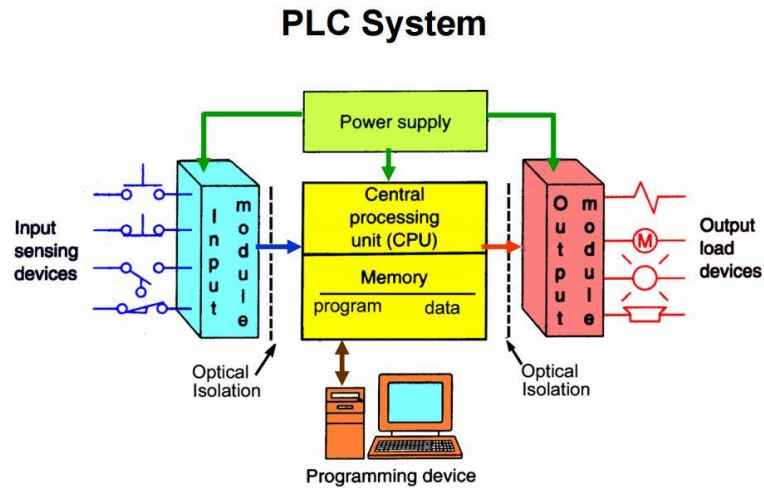 PLC System
Power supply
Input
sensing
devices
Input
module
Central
processing
unit (CPU)
Memory
program data
Output
module
M
Output
load
devices
Optical
Isolation
Optical
Isolation
Programming device